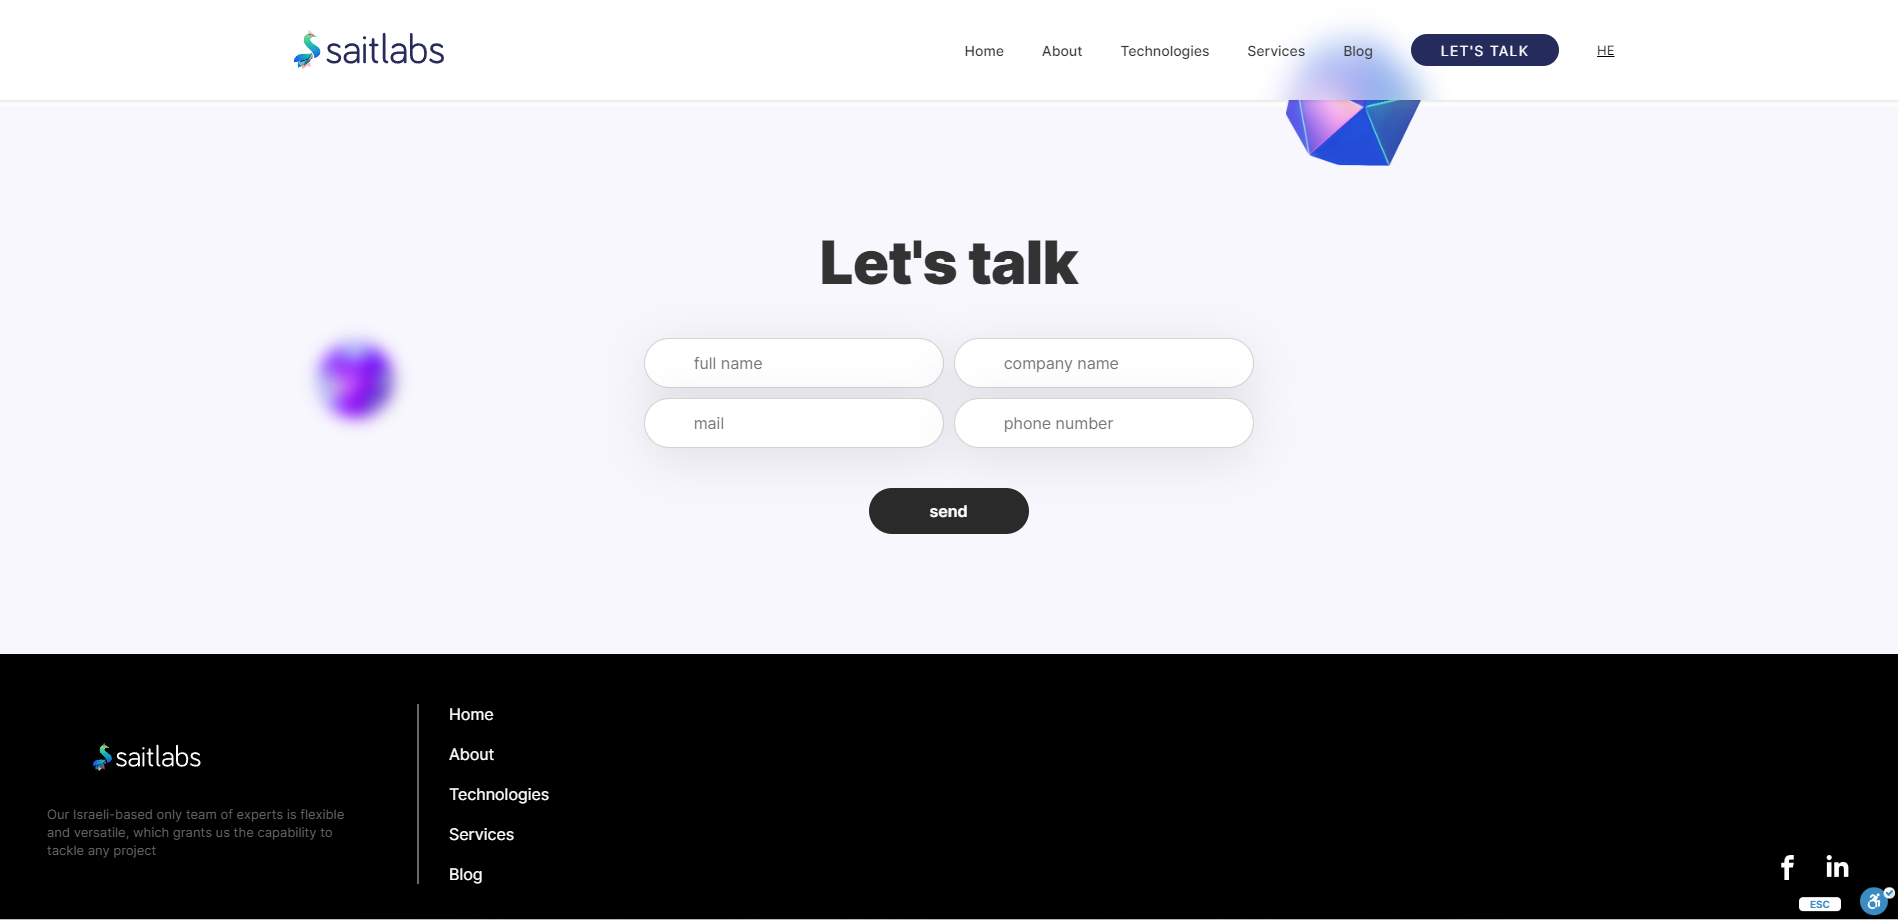 saitlabs
Home
About
Technologies
Services
Blog
LET'S TALK
HE
Let's talk
full name
company name
mail
phone number
send
saitlabs
Our Israeli-based only team of experts is flexible
and versatile, which grants us the capability to
tackle any project
Home
About
Technologies
Services
Blog
f
in
ESC